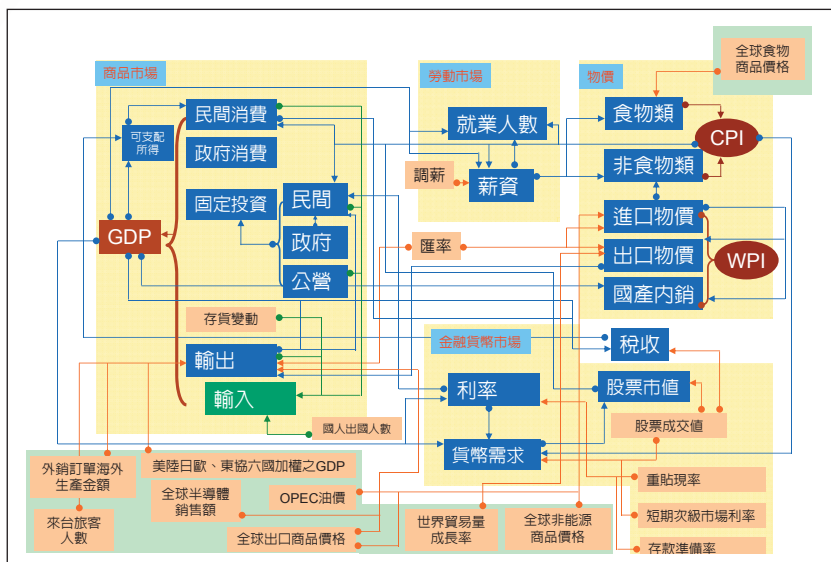 商品市場
勞動市場
物價
全球食物
商品價格
民間消費
可支配
所得
政府消費
固定投資
民間
政府
公營
GDP
存貨變動
輸出
輸入
國人出國人數
就業人數
調薪
薪資
匯率
食物類
CPI
非食物類
進口物價
出口物價
WPI
國產內銷
金融貨幣市場
稅收
利率
股票市值
股票成交值
貨幣需求
外銷訂單海外
生產金額
美陸日歐、東協六國加權之GDP
全球半導體
銷售額
OPEC油價
來台旅客
人數
全球出口商品價格
世界貿易量
成長率
全球非能源
商品價格
重貼現率
短期次級市場利率
存款準備率